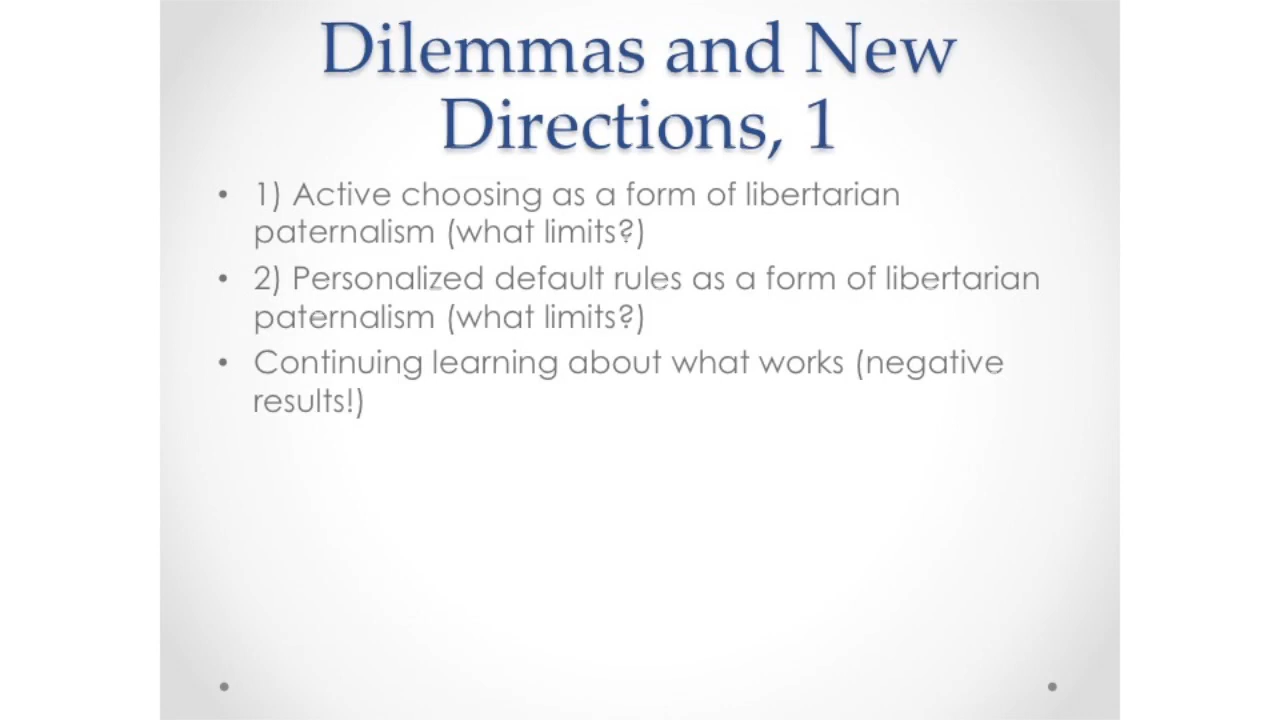 Dilemmas and New
Directions, 1
• 1) Active choosing as a form of libertarian
paternalism (what limits?)
• 2) Personalized default rules as a form of libertarian
paternalism (what limits?)
• Continuing learning about what works (negative
results!)